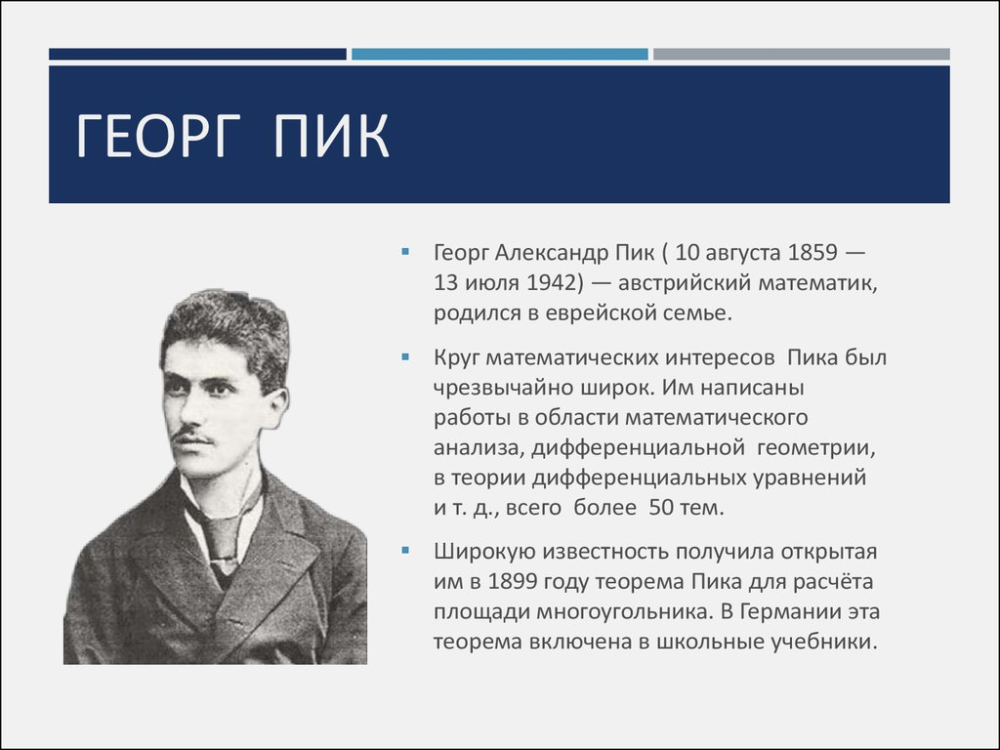 ГЕОРГ ПИК
▪ Георг Александр Пик ( 10 августа 1859 —
13 июля 1942) — австрийский математик,
родился в еврейской семье.
▪ Круг математических интересов Пика был
чрезвычайно широк. Им написаны
работы в области математического
анализа, дифференциальной геометрии,
в теории дифференциальных уравнений
и т. д., всего более 50 тем.
▪ Широкую известность получила открытая
им в 1899 году теорема Пика для расчёта
площади многоугольника. В Германии эта
теорема включена в школьные учебники.